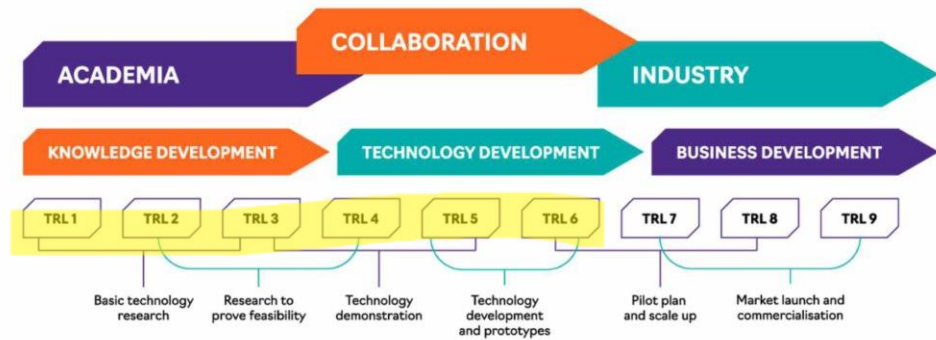 COLLABORATION
ACADEMIA
INDUSTRY
KNOWLEDGE DEVELOPMENT
TECHNOLOGY DEVELOPMENT
BUSINESS DEVELOPMENT
TRL 1
TRL 2
TRL 3
TRL 4
TRL 5
TRL 6
TRL 7
TRL 8
TRL 9
Basic technology
research
Research to
prove feasibility
Technology
demonstration
Technology
development
and prototypes
Pilot plan
and scale up
Market launch and
commercialisation